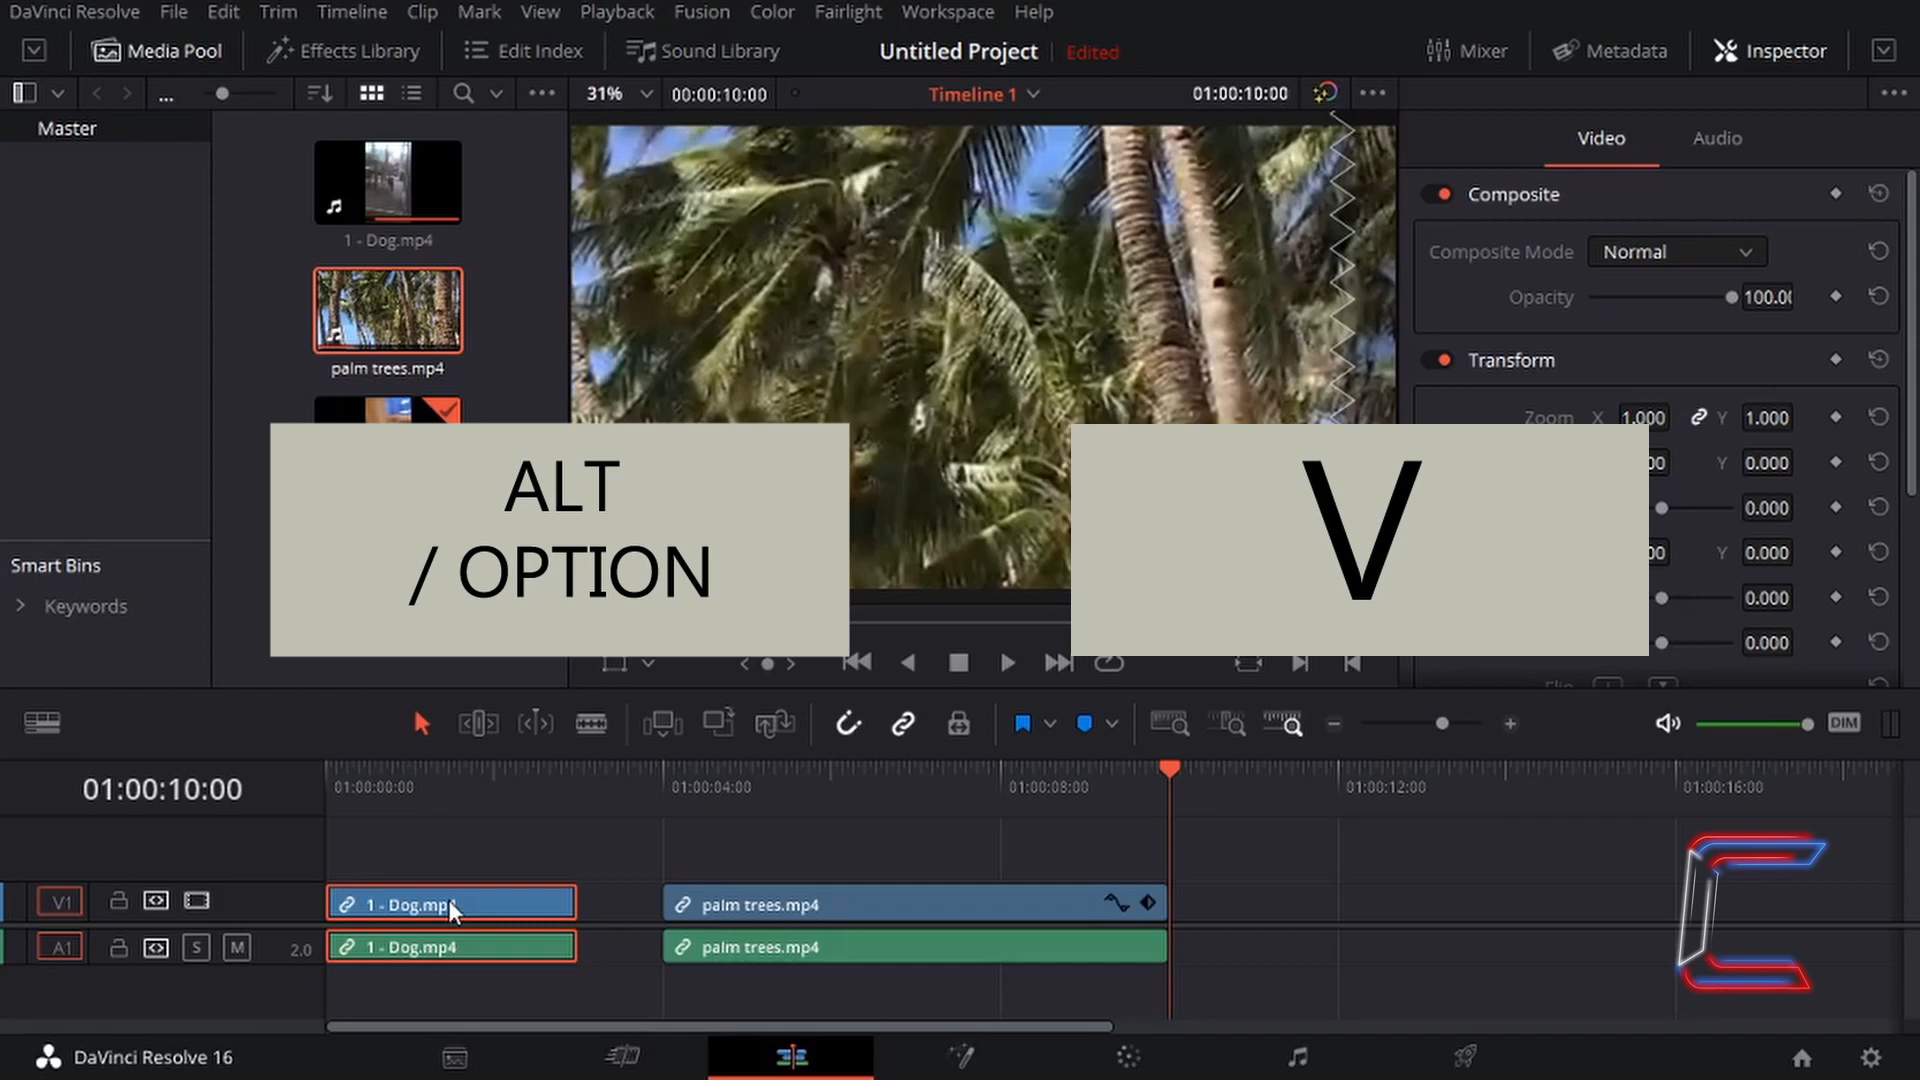 DaVinci Resolve File Edit Trim Timeline Clip Mark View Playback Fusion Color Fairlight Workspace Help
Media Pool Effects Library Edit Index Sound Library Untitled Project Edited Mixer Metadata Inspector
... 31% 00:00:10:00 Timeline 1 01:00:10:00
Master
Video Audio
1 - Dog.mp4
palm trees.mp4
Composite
Composite Mode Normal
Opacity 100.0
Transform
Zoom X 1.000 Y 1.000
00 Y 0.000
0.000
00 Y 0.000
0.000
0.000
ALT
/ OPTION
V
Smart Bins
Keywords
DIM
01:00:10:00
01:00:00:00 01:00:04:00 01:00:08:00 01:00:12:00 01:00:16:00
V1 1 - Dog.mp4 palm trees.mp4
A1 S M 2.0 1 - Dog.mp4 palm trees.mp4
DaVinci Resolve 16